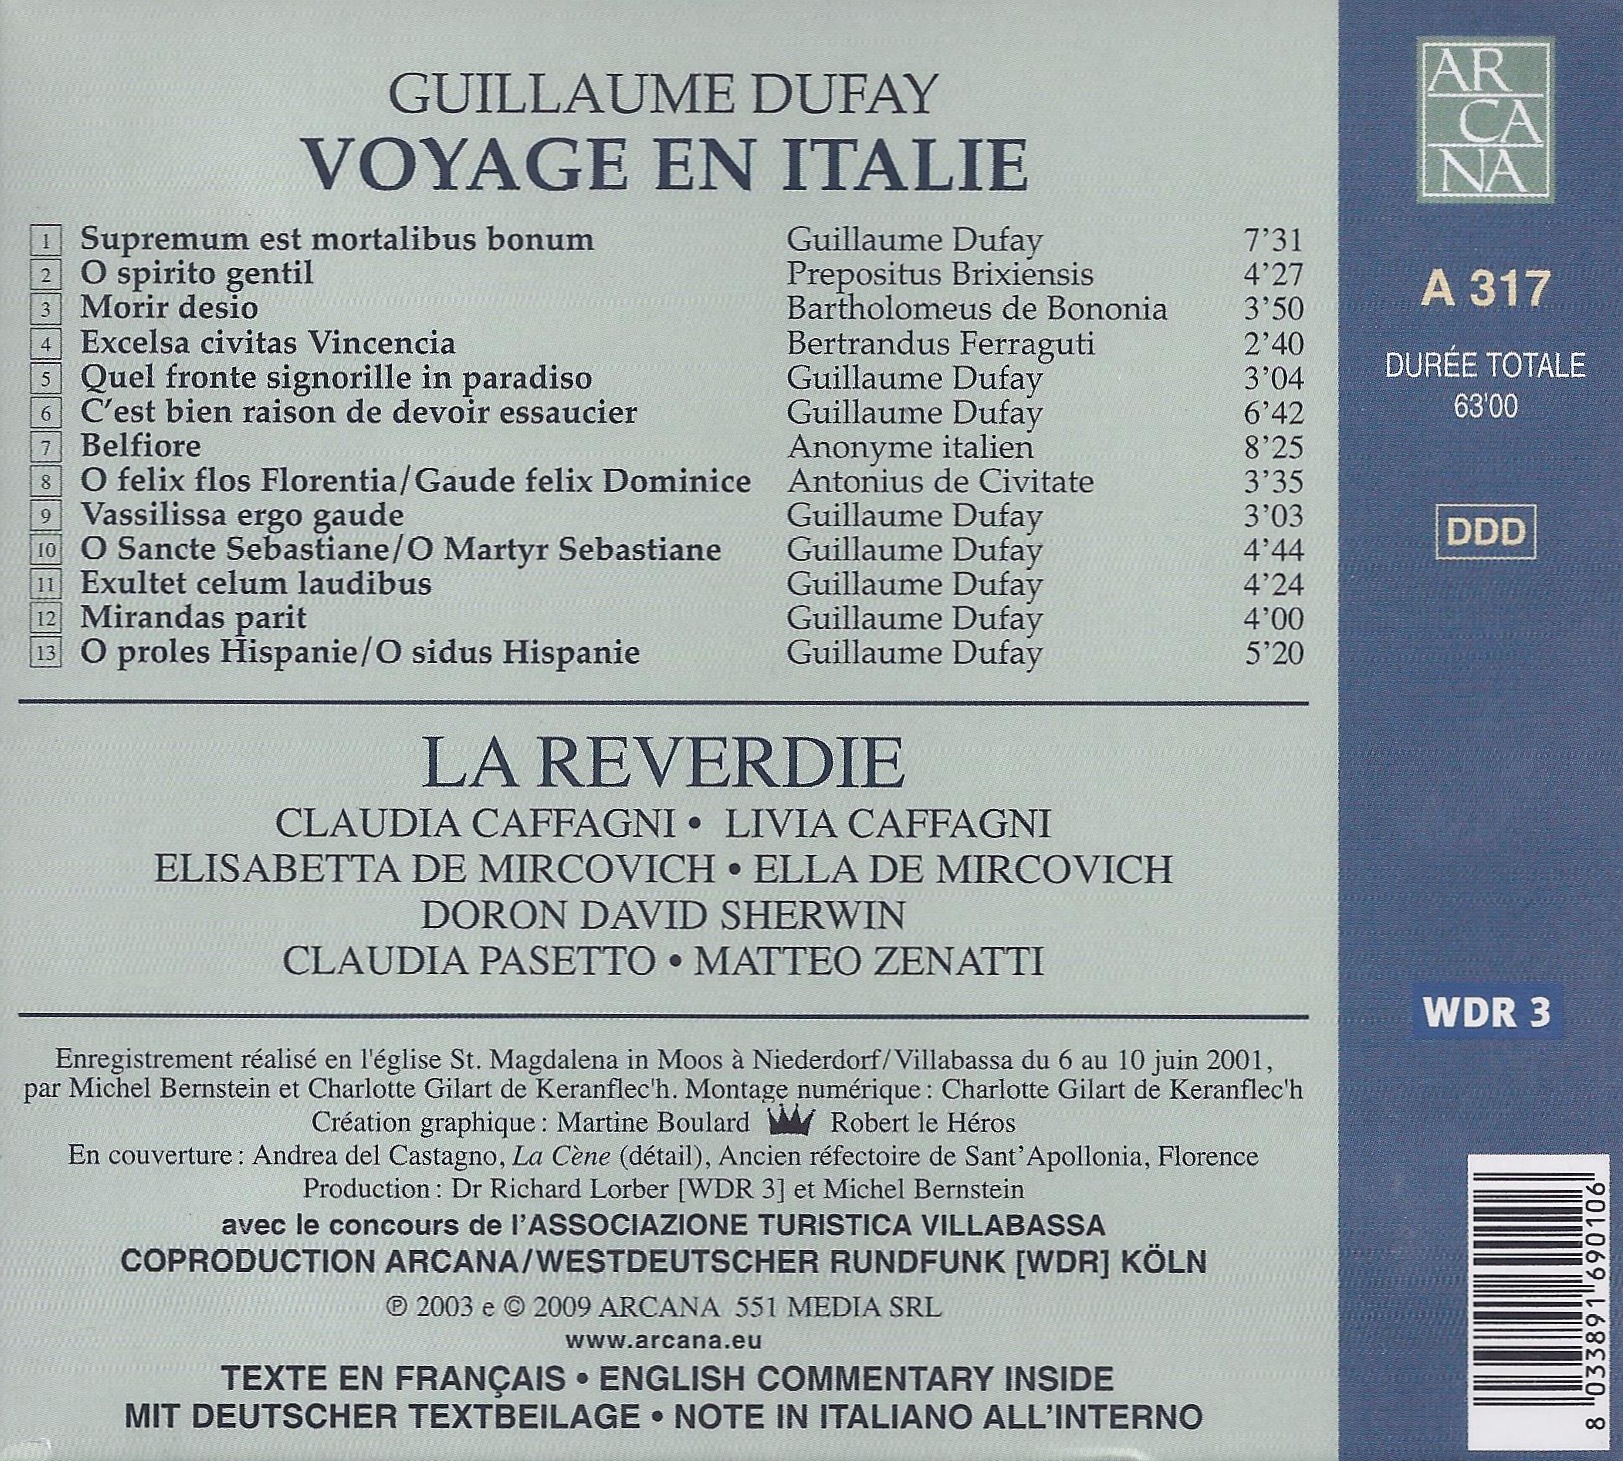 GUILLAUME DUFAY
VOYAGE EN ITALIE
1 Supremum est mortalibus bonum Guillaume Dufay 7’31
2 O spirito gentil Prepositus Brixiensis 4’27
3 Morir desio Bartholomeus de Bononia 3’50
4 Excelsa civitas Vincencia Bertrandus Ferraguti 2’40
5 Quel fronte signorille in paradiso Guillaume Dufay 3’04
6 C’est bien raison de devoir essaucier Guillaume Dufay 6’42
7 Belfiore Anonyme italien 8’25
8 O felix flos Florentia/Gaude felix Dominice Antonius de Civitate 3’35
9 Vassilissa ergo gaude Guillaume Dufay 3’03
10 O Sancte Sebastiane/O Martyr Sebastiane Guillaume Dufay 4’44
11 Exultet celum laudibus Guillaume Dufay 4’24
12 Mirandas parit Guillaume Dufay 4’00
13 O proles Hispanie/O sidus Hispanie Guillaume Dufay 5’20
LA REVERDIE
CLAUDIA CAFFAGNI • LIVIA CAFFAGNI
ELISABETTA DE MIRCOVICH • ELLA DE MIRCOVICH
DORON DAVID SHERWIN
CLAUDIA PASETTO • MATTEO ZENATTI
Enregistrement réalisé en l'église St. Magdalena in Moos à Niederdorf/Villabassa du 6 au 10 juin 2001,
par Michel Bernstein et Charlotte Gilart de Keranflec'h. Montage numérique : Charlotte Gilart de Keranflec'h
Création graphique : Martine Boulard Robert le Héros
En couverture : Andrea del Castagno, La Cène (détail), Ancien réfectoire de Sant’Apollonia, Florence
Production : Dr Richard Lorber [WDR 3] et Michel Bernstein
avec le concours de l’ASSOCIAZIONE TURISTICA VILLABASSA
COPRODUCTION ARCANA/WESTDEUTSCHER RUNDFUNK [WDR] KÖLN
℗ 2003 e © 2009 ARCANA 551 MEDIA SRL
www.arcana.eu
TEXTE EN FRANÇAIS • ENGLISH COMMENTARY INSIDE
MIT DEUTSCHER TEXTBEILAGE • NOTE IN ITALIANO ALL’INTERNO
AR
CA
NA
A 317
DURÉE TOTALE
63'00
DDD
WDR 3
8 033891 690106